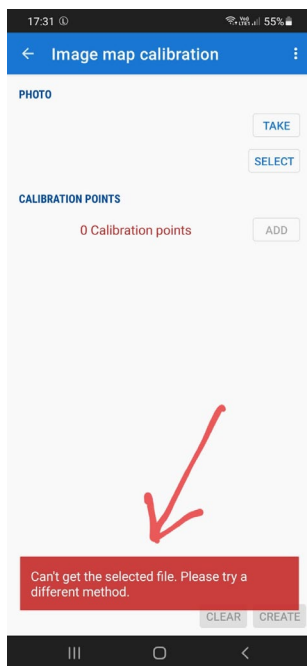 17:31
55%
Image map calibration
PHOTO
TAKE
SELECT
CALIBRATION POINTS
0 Calibration points
ADD
Can't get the selected file. Please try a
different method.
CLEAR
CREATE